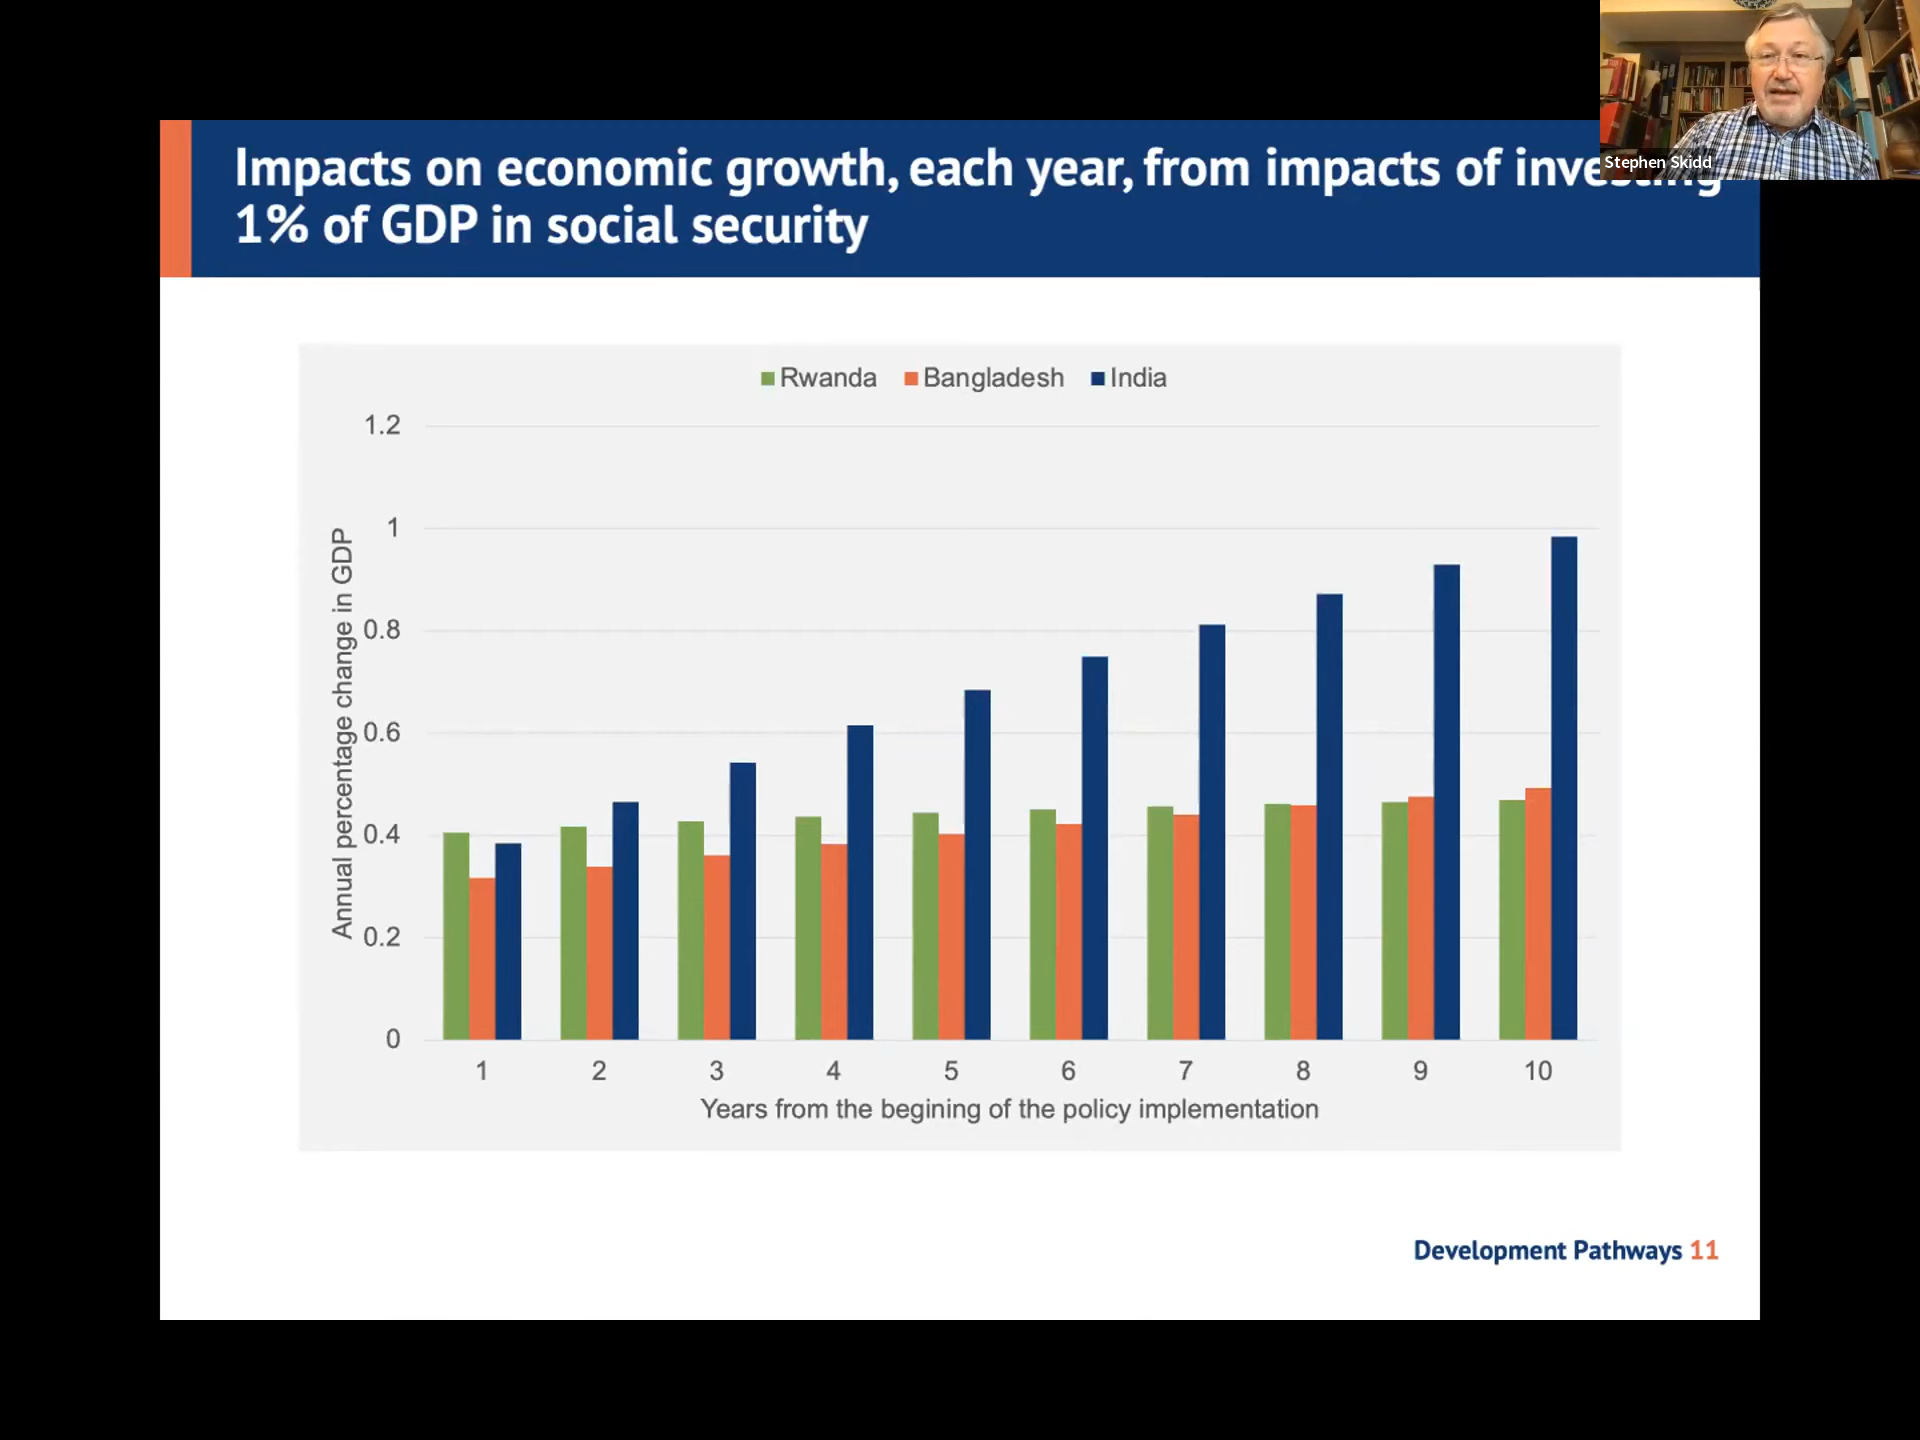 Impacts on economic growth, each year, from impacts of investing
1% of GDP in social security
Stephen Skidd
Rwanda Bangladesh India
1.2
1
0.8
0.6
0.4
0.2
0
Annual percentage change in GDP
1 2 3 4 5 6 7 8 9 10
Years from the begining of the policy implementation
Development Pathways 11